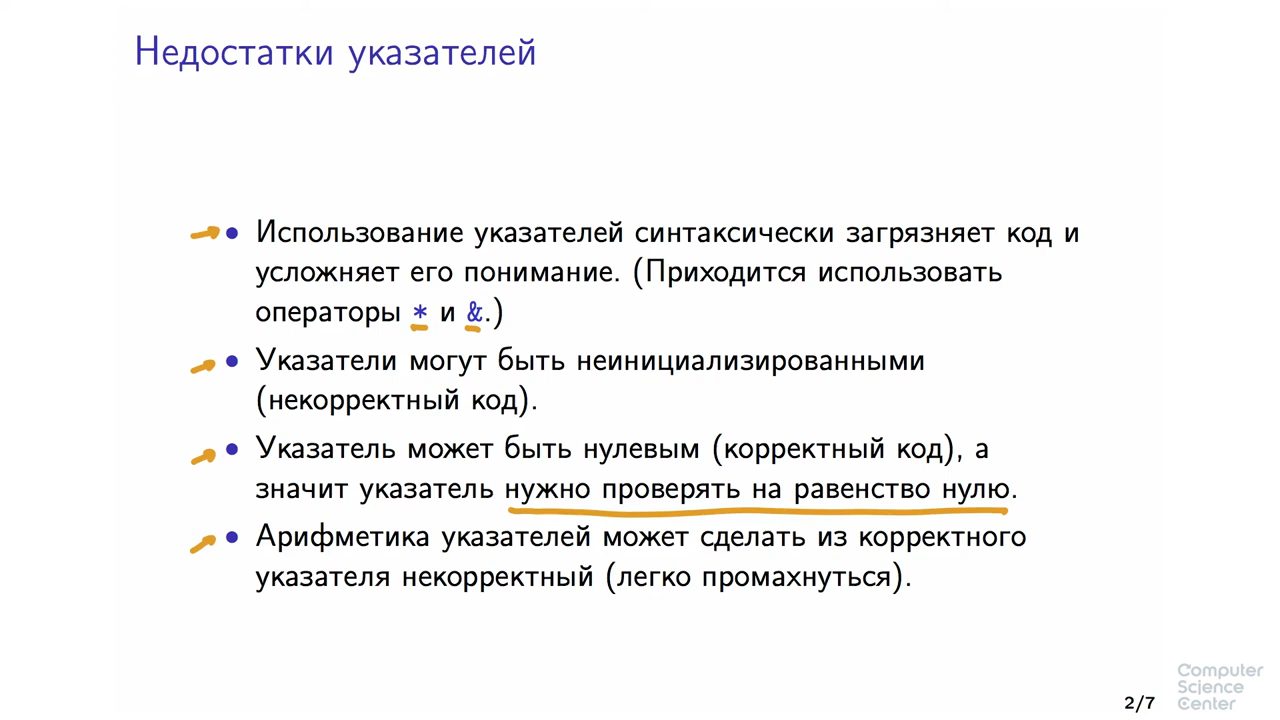 Недостатки указателей
• Использование указателей синтаксически загрязняет код и
усложняет его понимание. (Приходится использовать
операторы * и &.)
• Указатели могут быть неинициализированными
(некорректный код).
• Указатель может быть нулевым (корректный код), а
значит указатель нужно проверять на равенство нулю.
• Арифметика указателей может сделать из корректного
указателя некорректный (легко промахнуться).
2/7
Computer
Science
Center